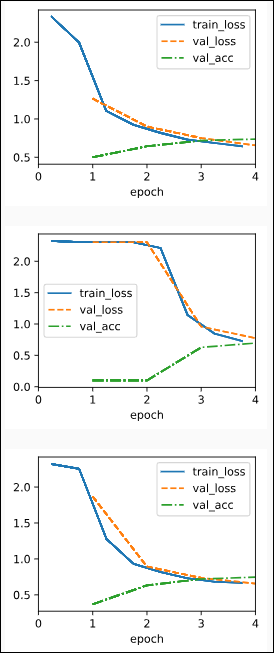 train_loss
val_loss
val_acc
2.0
1.5
1.0
0.5
0 1 2 3 4
epoch
2.0
1.5
train_loss
val_loss
val_acc
1.0
0.5
0.0
0 1 2 3 4
epoch
train_loss
val_loss
val_acc
2.0
1.5
1.0
0.5
0 1 2 3 4
epoch